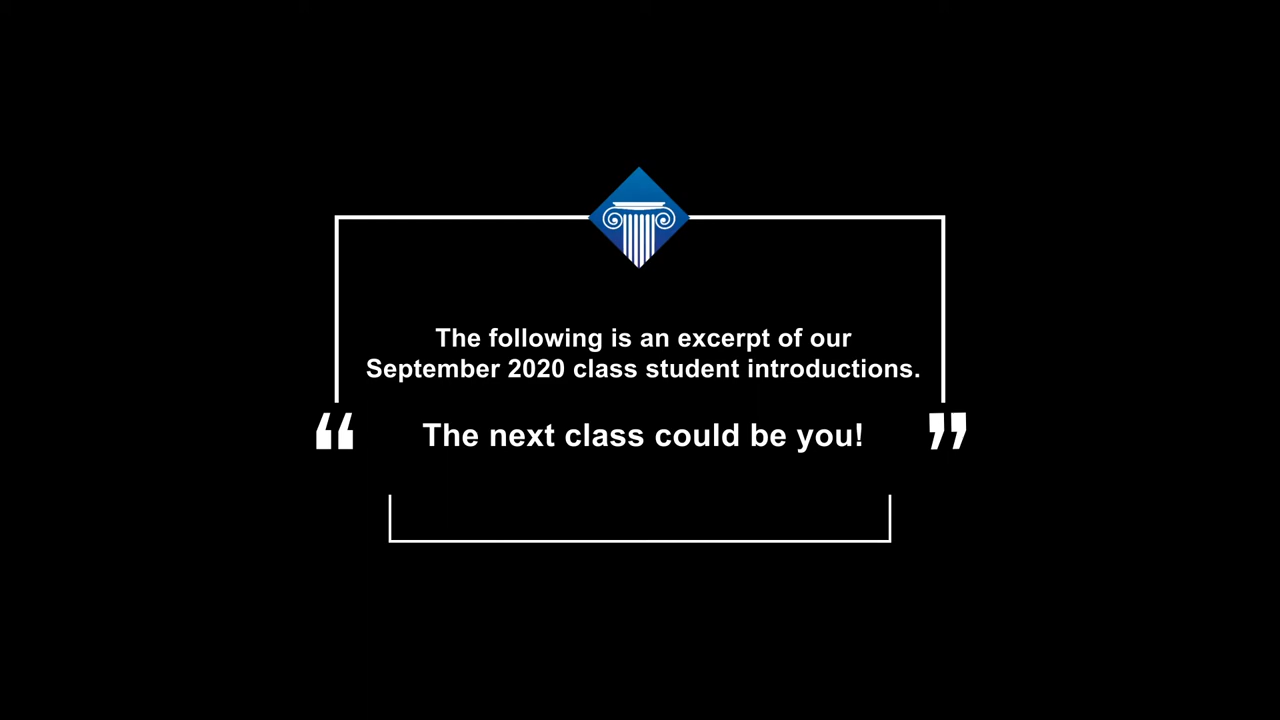 The following is an excerpt of our
September 2020 class student introductions.
“ The next class could be you! ”